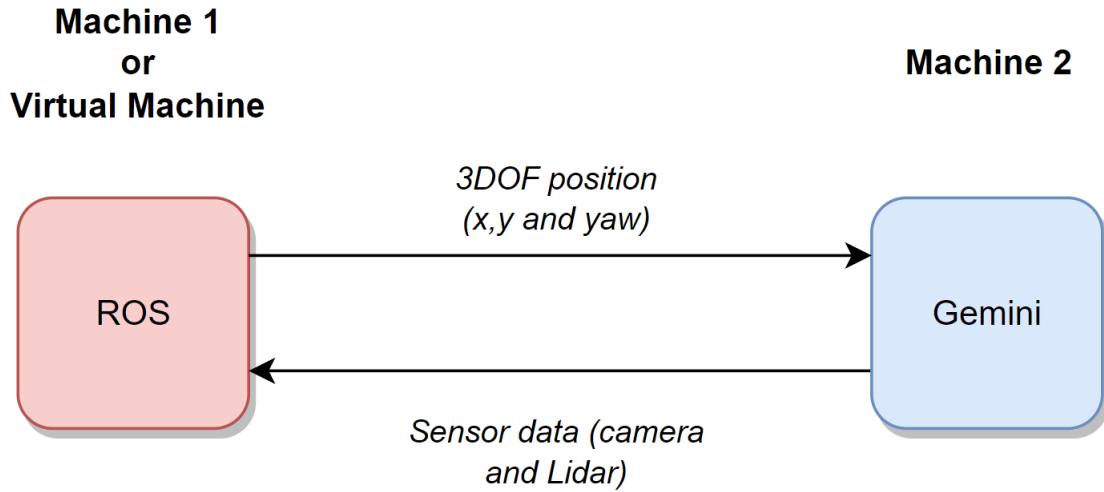 Machine 1
or
Virtual Machine
Machine 2
3DOF position
(x,y and yaw)
ROS
Gemini
Sensor data (camera
and Lidar)